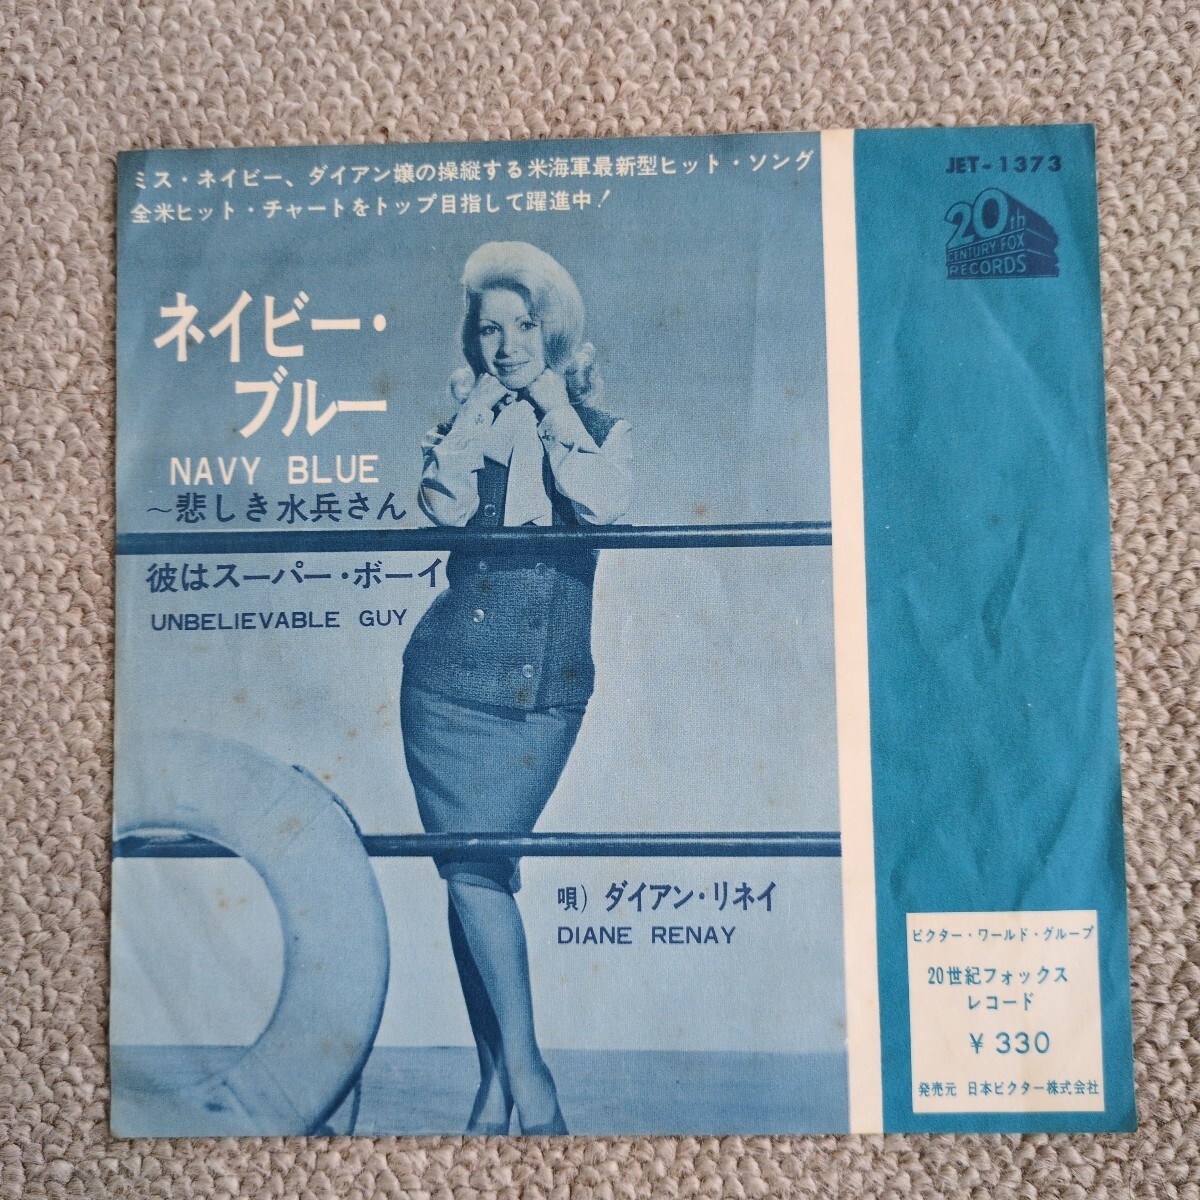 ミス・ネイビー、ダイアン嬢の操縦する米海軍最新型ヒット・ソング
全米ヒット・チャートをトップ目指して躍進中!
JET-1373
20th
CENTURY FOX
RECORDS
ネイビー・
ブルー
NAVY BLUE
~悲しき水兵さん
彼はスーパー・ボーイ
UNBELIEVABLE GUY
唄) ダイアン・リネイ
DIANE RENAY
ビクター・ワールド・グループ
20世紀フォックス
レコード
¥330
発売元 日本ビクター株式会社